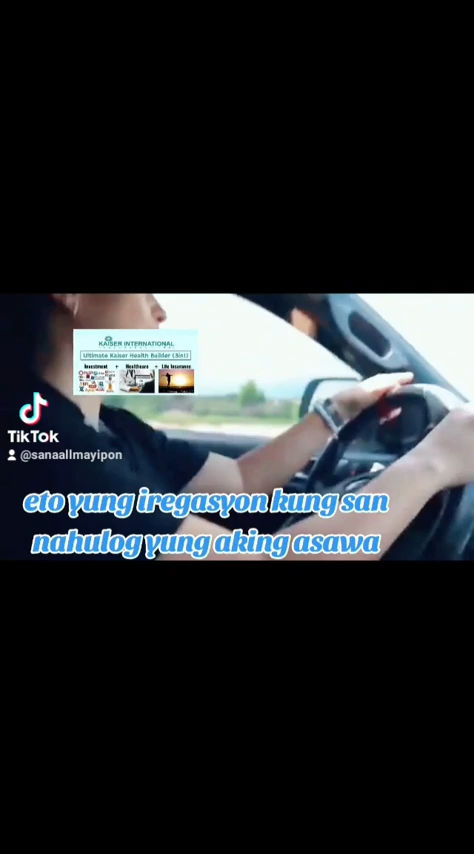 KAISER INTERNATIONAL
Ultimate Kaiser Health Builder (3in1)
Investment + Healthcare + Life Insurance
TikTok
@sanaallmayipon
eto yung iregasyon kung san
nahulog yung aking asawa